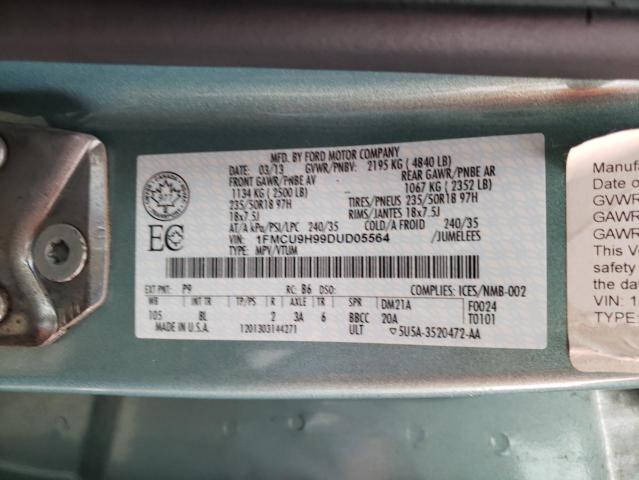 MFD. BY FORD MOTOR COMPANY
DATE: 03/13 GVWR/PNBV: 2195 KG ( 4840 LB)
FRONT GAWR/PNBE AV REAR GAWR/PNBE AR
1134 KG ( 2500 LB) 1067 KG ( 2352 LB)
235/50R18 97H TIRES/PNEUS 235/50R18 97H
18x7.5J RIMS/JANTES 18x7.5J
AT/A kPa/PSI/LPC 240/35 COLD/A FROID 240/35
VIN: 1FMCU9H99DUD05564 /JUMELEES
TYPE: MPV/VTUM
EC
EXT PNT: P9 RC: B6 DSO: COMPLIES: ICES/NMB-002
WB INT TR TP/PS R AXLE TR SPR DM21A F0024
105 BL 2 3A 6 BBCC 20A T0101
MADE IN U.S.A. 1201303144271 ULT 5U5A-3520472-AA
Manufa
Date o
GVWR
GAWR
GAWR
This V
safety
the dat
VIN: 1
TYPE: